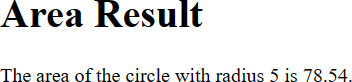 Area Result
The area of the circle with radius 5 is 78.54.